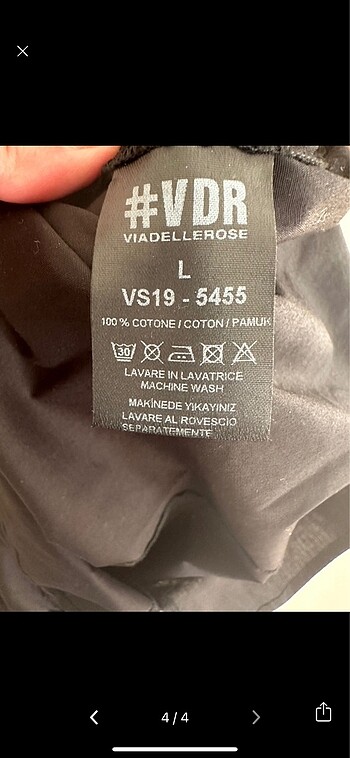 #VDR
VIADELLEROSE
L
VS19 - 5455
100 % COTONE / COTON / PAMUK
30
LAVARE IN LAVATRICE
MACHINE WASH
MAKİNEDE YIKAYINIZ
LAVARE AL ROVESCIO
SEPARATEMENTE
4/4